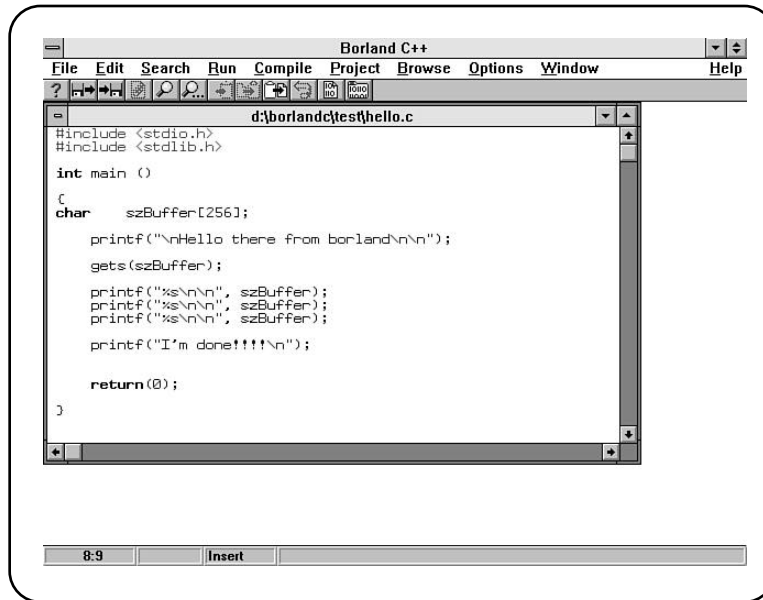 Borland C++
File Edit Search Run Compile Project Browse Options Window Help
d:\borlandc\test\hello.c
#include <stdio.h>
#include <stdlib.h>
int main ()
{
char szBuffer[256];
printf("\nHello there from borland\n\n");
gets(szBuffer);
printf("%s\n\n", szBuffer);
printf("%s\n\n", szBuffer);
printf("%s\n\n", szBuffer);
printf("I'm done!!!!\n");
return(0);
}
8:9 Insert